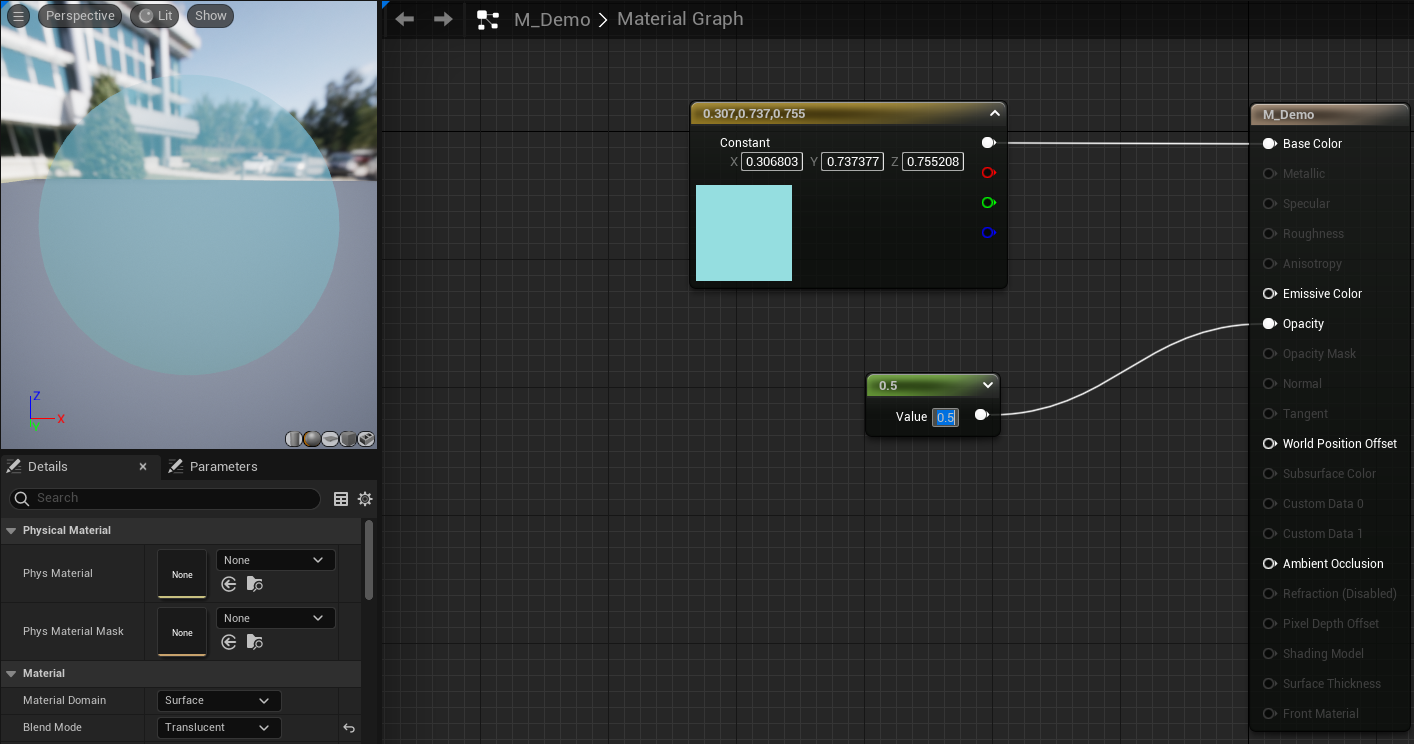 Perspective Lit Show
Z
X
Y
M_Demo > Material Graph
0.307,0.737,0.755
Constant
X 0.306803 Y 0.737377 Z 0.755208
0.5
Value 0.5
M_Demo
Base Color
Metallic
Specular
Roughness
Anisotropy
Emissive Color
Opacity
Opacity Mask
Normal
Tangent
World Position Offset
Subsurface Color
Custom Data 0
Custom Data 1
Ambient Occlusion
Refraction (Disabled)
Pixel Depth Offset
Shading Model
Surface Thickness
Front Material
Details × Parameters
Search
Physical Material
Phys Material None None
Phys Material Mask None None
Material
Material Domain Surface
Blend Mode Translucent